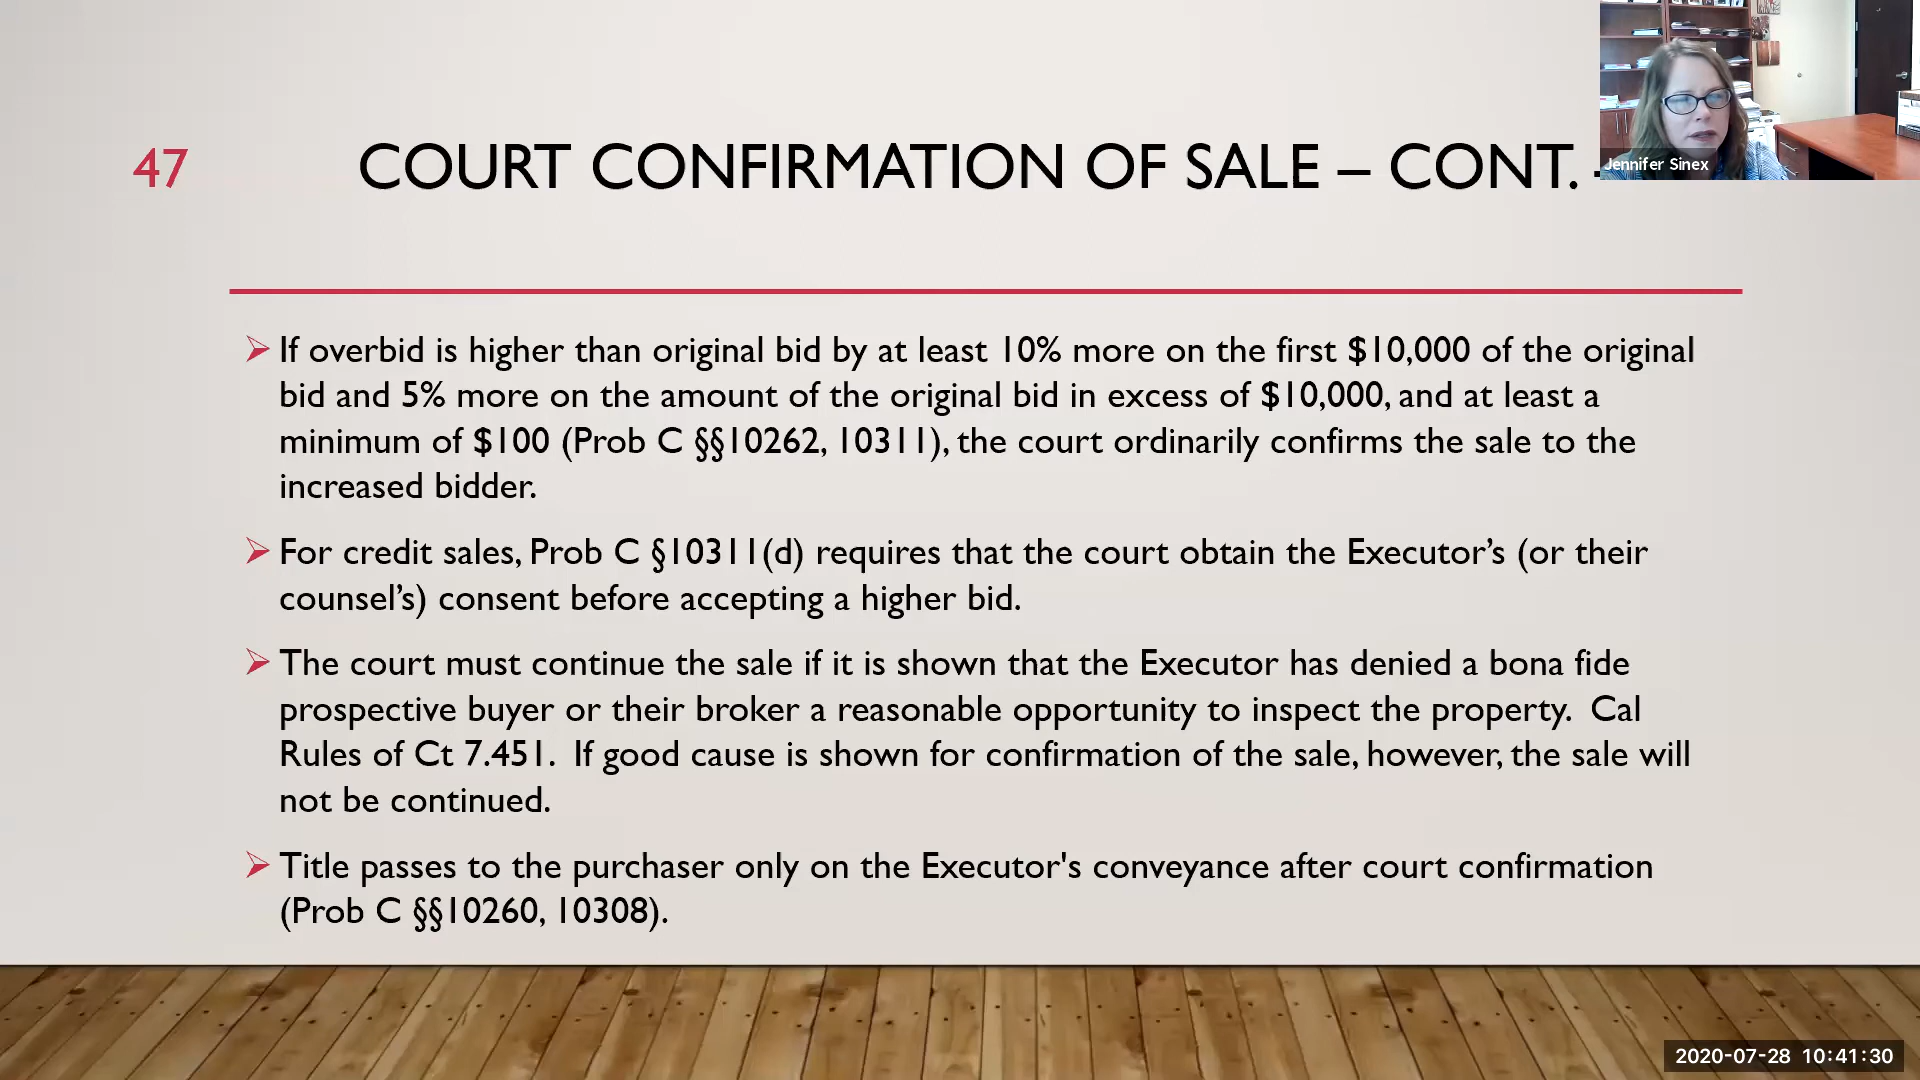 47
COURT CONFIRMATION OF SALE – CONT. -
Jennifer Sinex
➢ If overbid is higher than original bid by at least 10% more on the first $10,000 of the original
bid and 5% more on the amount of the original bid in excess of $10,000, and at least a
minimum of $100 (Prob C §§10262, 10311), the court ordinarily confirms the sale to the
increased bidder.
➢ For credit sales, Prob C §10311(d) requires that the court obtain the Executor’s (or their
counsel’s) consent before accepting a higher bid.
➢ The court must continue the sale if it is shown that the Executor has denied a bona fide
prospective buyer or their broker a reasonable opportunity to inspect the property.  Cal
Rules of Ct 7.451.  If good cause is shown for confirmation of the sale, however, the sale will
not be continued.
➢ Title passes to the purchaser only on the Executor's conveyance after court confirmation
(Prob C §§10260, 10308).
2020-07-28 10:41:30